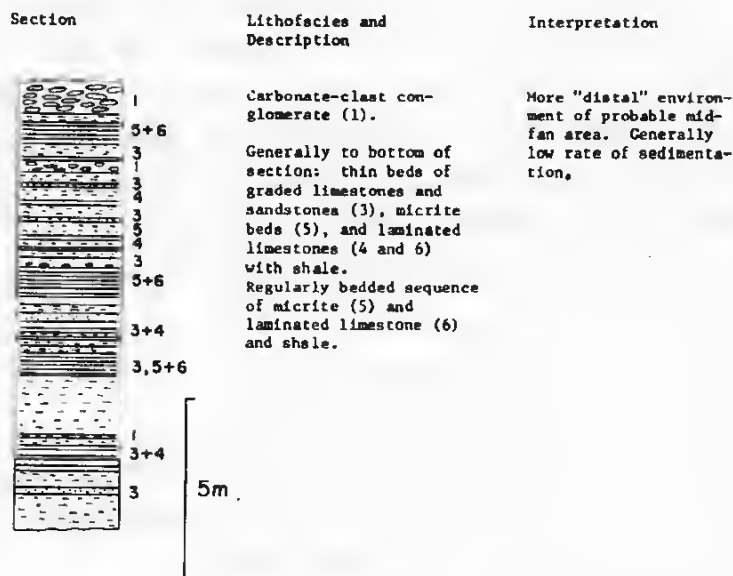 Section
Lithofacies and
Description
Interpretation
Carbonate-clast con-
glomerate (1).
Generally to bottom of
section: thin beds of
graded limestones and
sandstones (3), micrite
beds (5), and laminated
limestones (4 and 6)
with shale.
Regularly bedded sequence
of micrite (5) and
laminated limestone (6)
and shale.
More "distal" environ-
ment of probable mid-
fan area. Generally
low rate of sedimenta-
tion.
1
5+6
3
1
3
4
3
5
4
3
5+6
3+4
3,5+6
1
3+4
3
5m